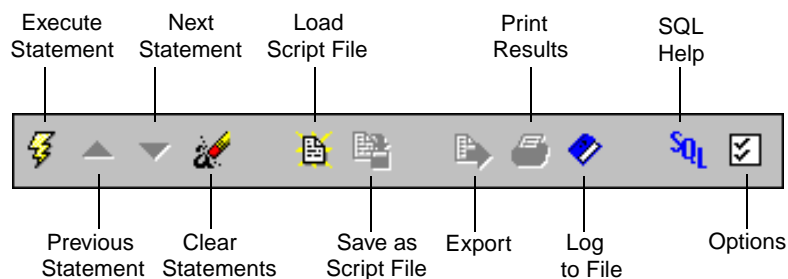 Execute
Statement
Next
Statement
Load
Script File
Print
Results
SQL
Help
a
SQL
Previous
Statement
Clear
Statements
Save as
Script File
Export
Log
to File
Options